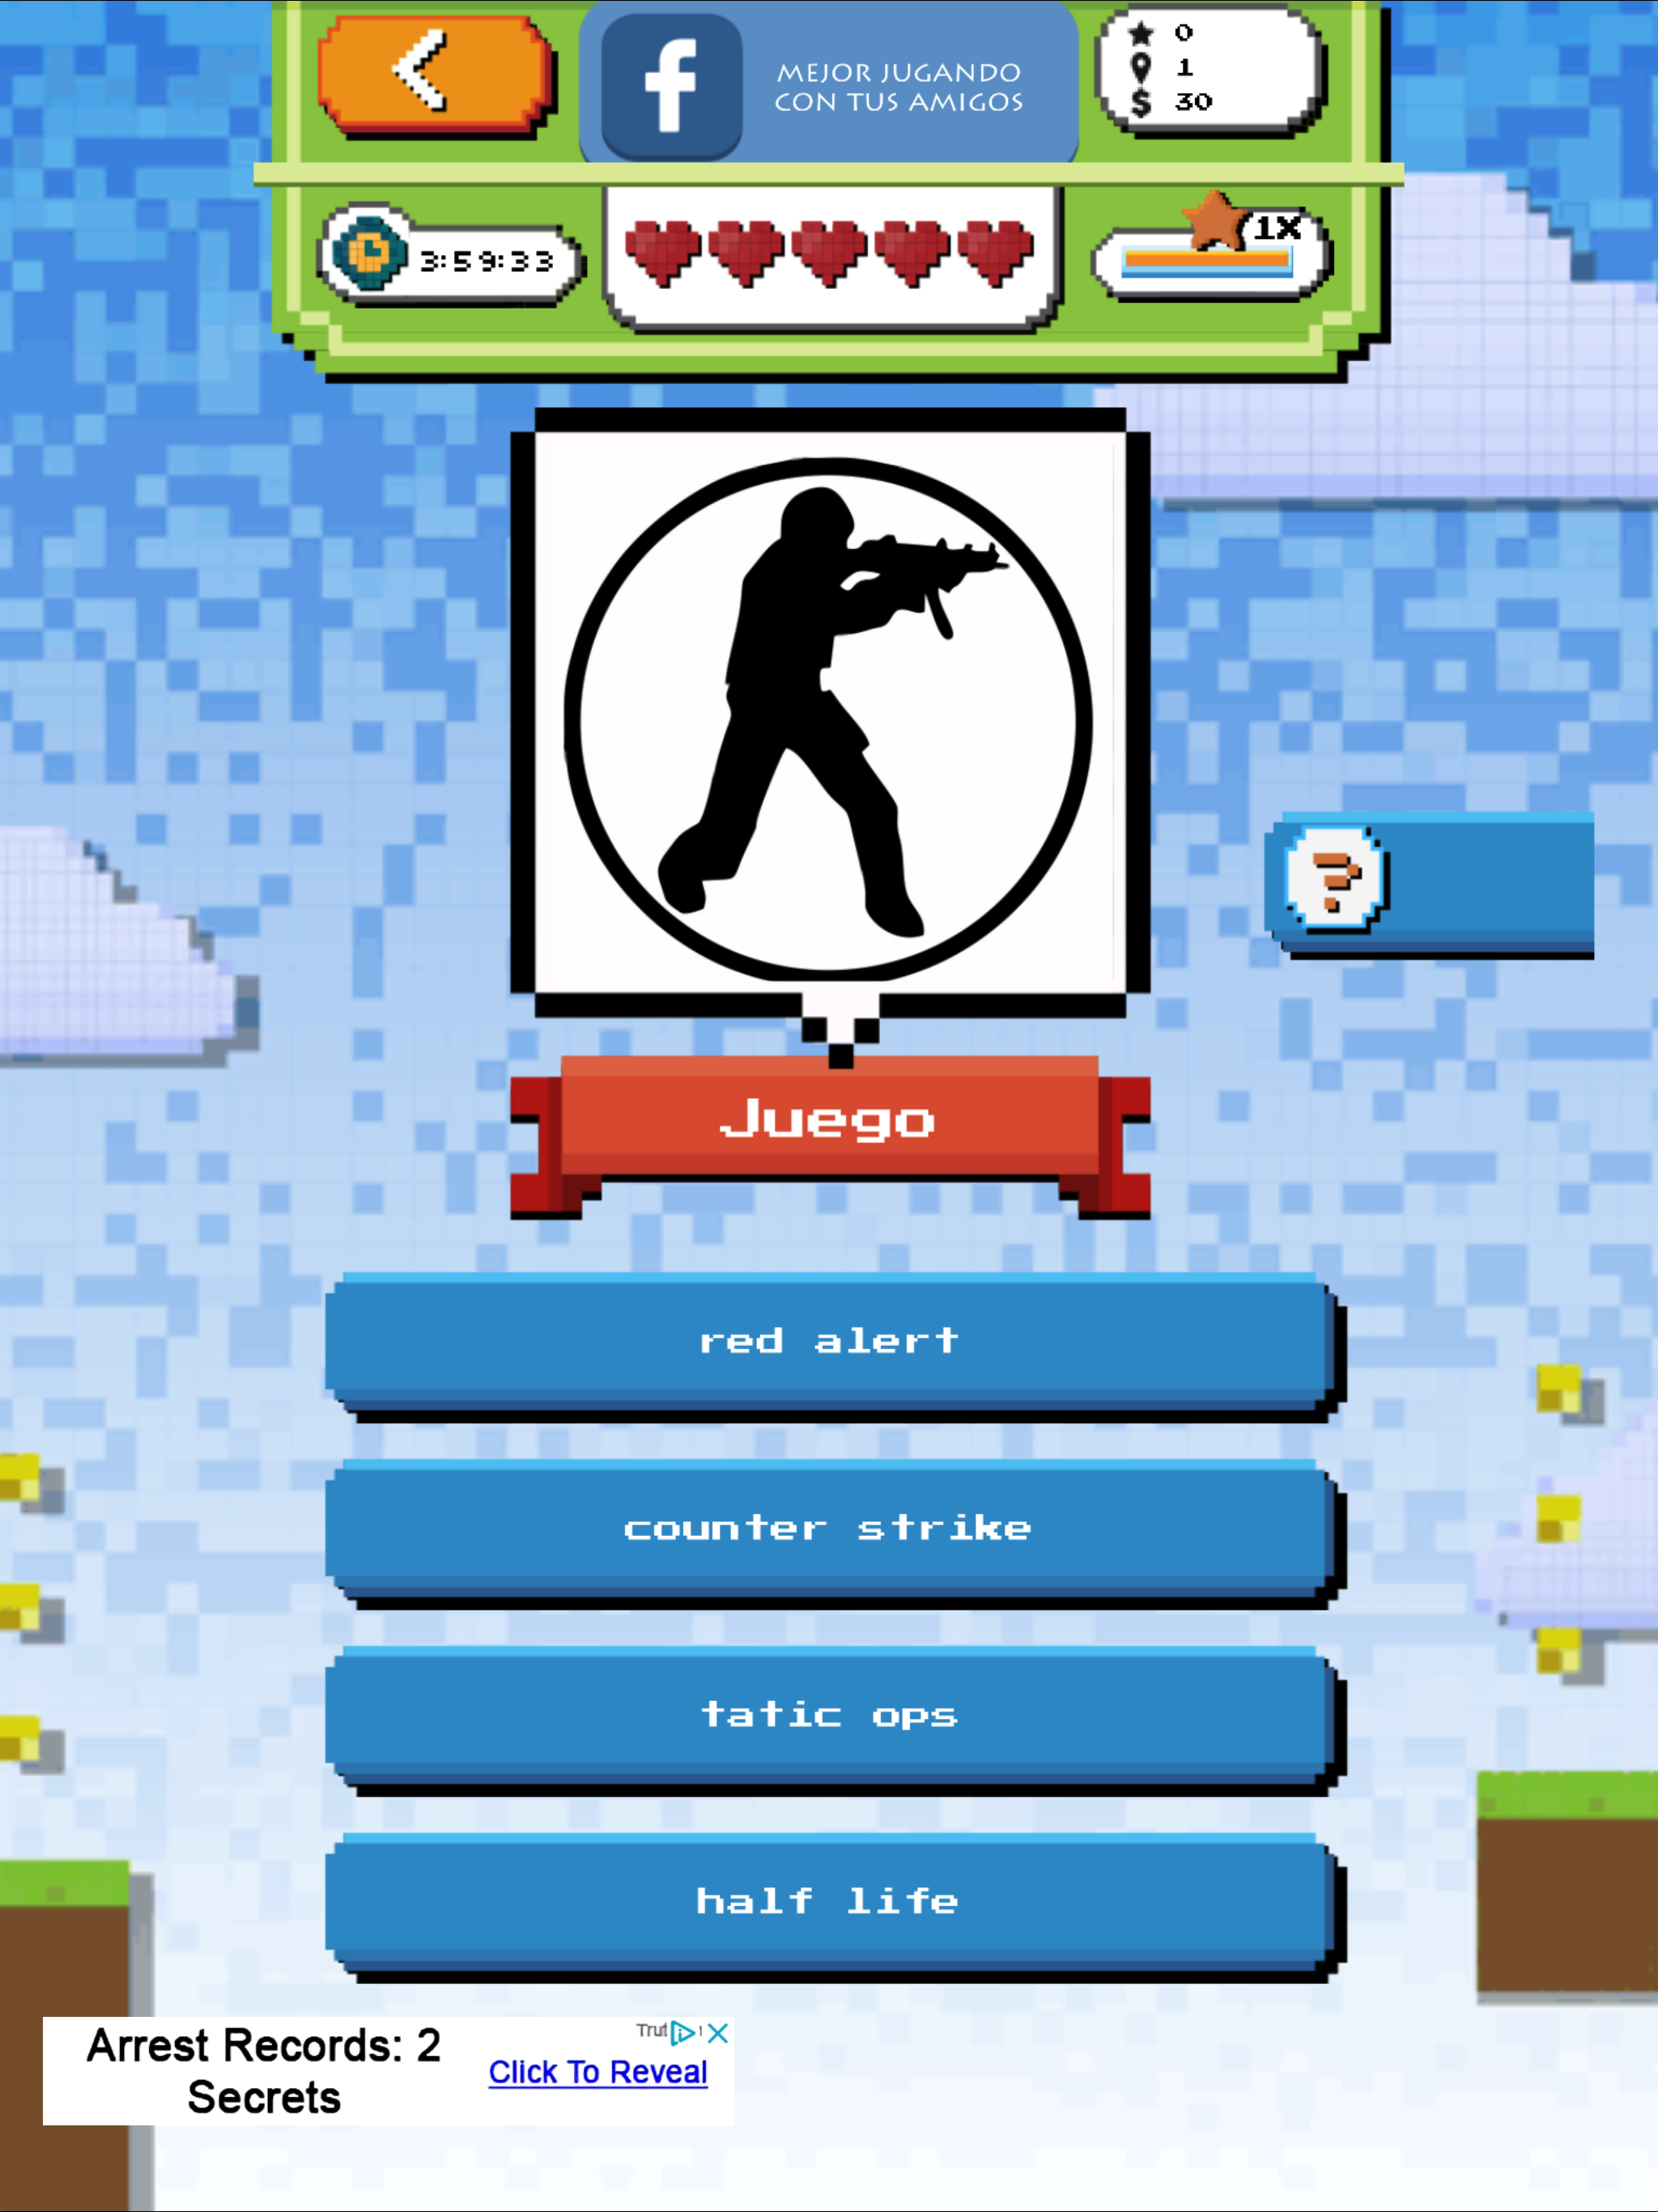 MEJOR JUGANDO
CON TUS AMIGOS
0
1
$ 30
3:59:33
1X
Juego
red alert
counter strike
tatic ops
half life
Arrest Records: 2
Secrets
Click To Reveal